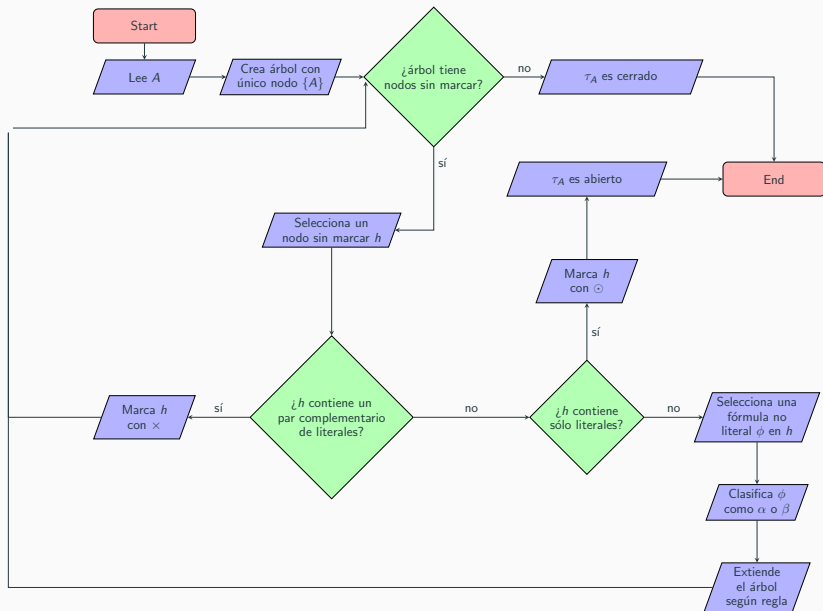 Start
Lee A
Crea árbol con
único nodo {A}
¿árbol tiene
nodos sin marcar?
no
τ_A es cerrado
sí
τ_A es abierto
End
Selecciona un
nodo sin marcar h
Marca h
con ⊙
sí
¿h contiene un
par complementario
de literales?
sí
Marca h
con ×
no
¿h contiene
sólo literales?
no
Selecciona una
fórmula no
literal ϕ en h
Clasifica ϕ
como α o β
Extiende
el árbol
según regla